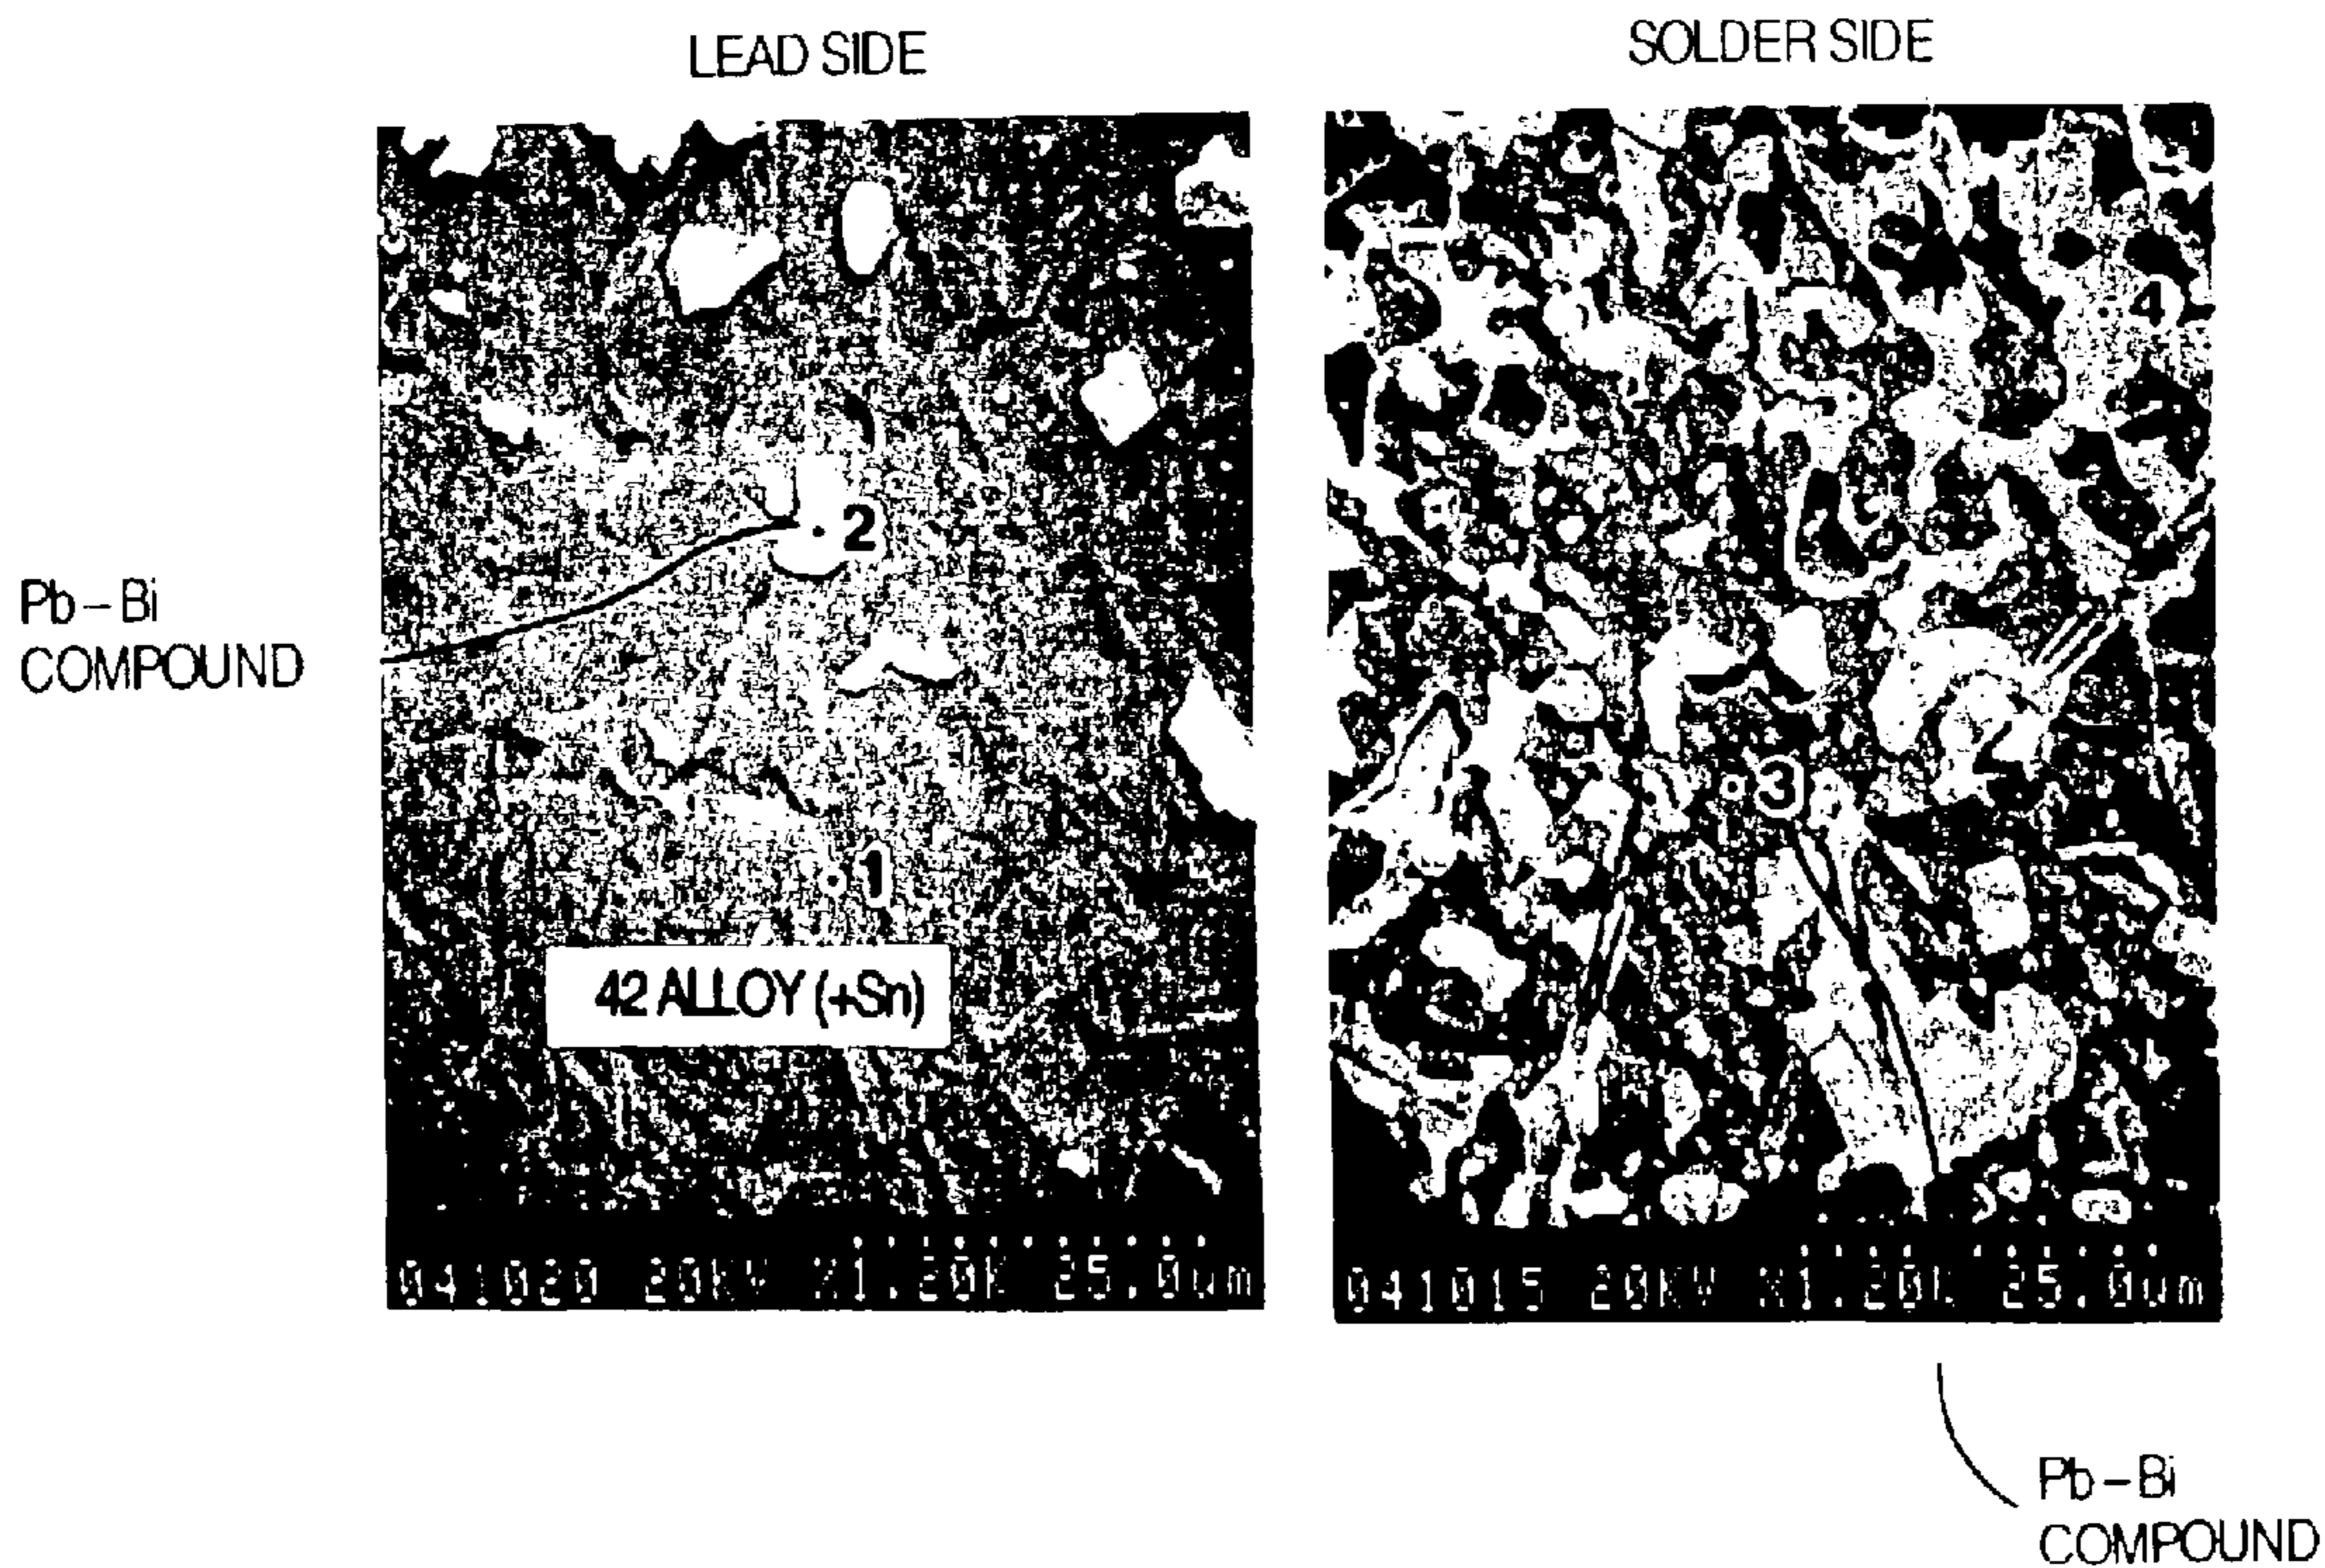 LEAD SIDE
SOLDER SIDE
4
2
Pb-Bi
COMPOUND
3
1
42 ALLOY (+Sn)
041020 20KV X1.20K 25.0um
041015 20KV X1.20K 25.0um
Pb-Bi
COMPOUND